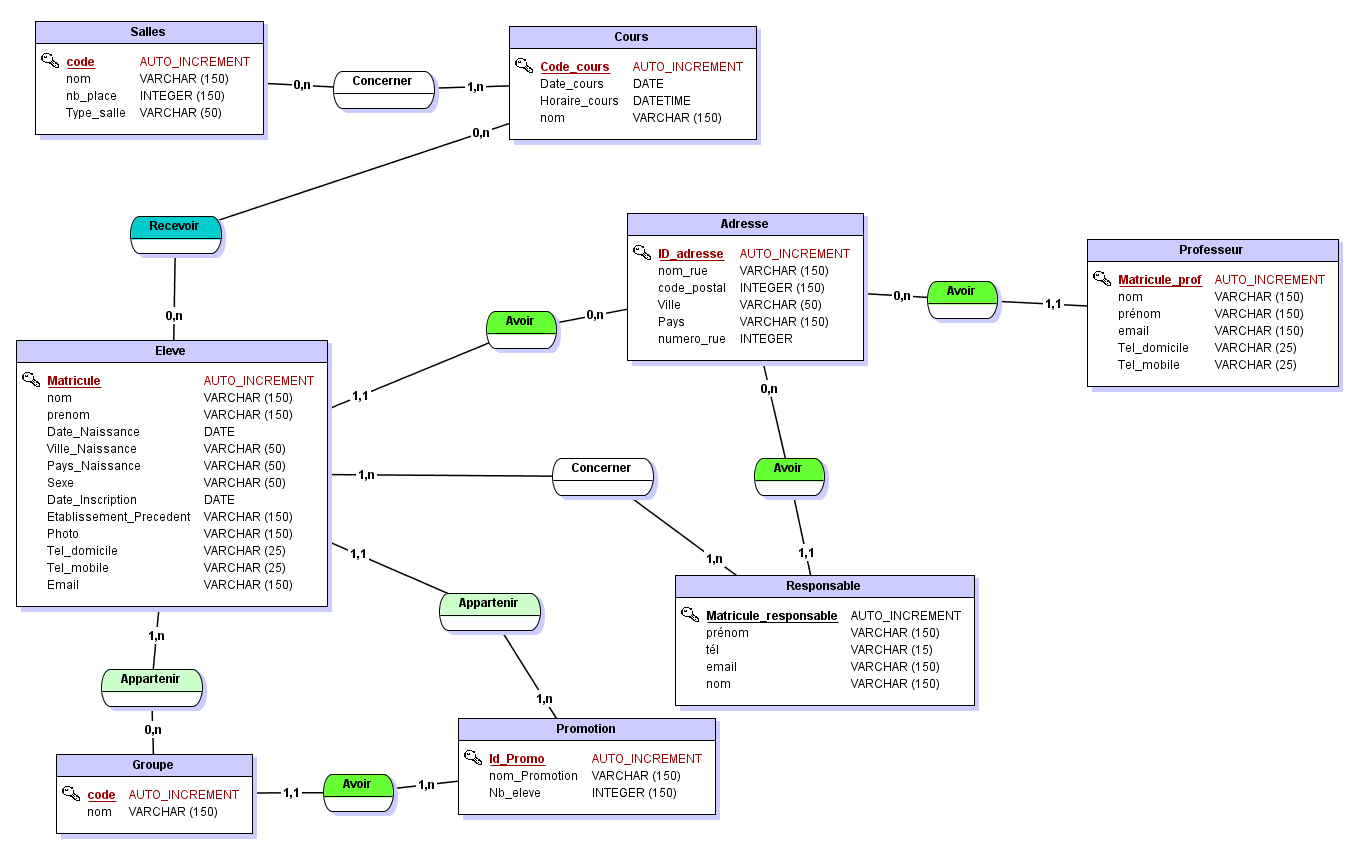 Salles
code AUTO_INCREMENT
nom VARCHAR (150)
nb_place INTEGER (150)
Type_salle VARCHAR (50)
0,n
Concerner
1,n
Cours
Code_cours AUTO_INCREMENT
Date_cours DATE
Horaire_cours DATETIME
nom VARCHAR (150)
0,n
Recevoir
0,n
Adresse
ID_adresse AUTO_INCREMENT
nom_rue VARCHAR (150)
code_postal INTEGER (150)
Ville VARCHAR (50)
Pays VARCHAR (150)
numero_rue INTEGER
0,n
Avoir
1,1
Professeur
Matricule_prof AUTO_INCREMENT
nom VARCHAR (150)
prénom VARCHAR (150)
email VARCHAR (150)
Tel_domicile VARCHAR (25)
Tel_mobile VARCHAR (25)
0,n
Avoir
1,1
Eleve
Matricule AUTO_INCREMENT
nom VARCHAR (150)
prenom VARCHAR (150)
Date_Naissance DATE
Ville_Naissance VARCHAR (50)
Pays_Naissance VARCHAR (50)
Sexe VARCHAR (50)
Date_Inscription DATE
Etablissement_Precedent VARCHAR (150)
Photo VARCHAR (150)
Tel_domicile VARCHAR (25)
Tel_mobile VARCHAR (25)
Email VARCHAR (150)
0,n
Avoir
1,1
1,n
Concerner
1,n
Responsable
Matricule_responsable AUTO_INCREMENT
prénom VARCHAR (150)
tél VARCHAR (15)
email VARCHAR (150)
nom VARCHAR (150)
1,1
Appartenir
1,n
1,n
Appartenir
0,n
Groupe
code AUTO_INCREMENT
nom VARCHAR (150)
1,1
Avoir
1,n
Promotion
Id_Promo AUTO_INCREMENT
nom_Promotion VARCHAR (150)
Nb_eleve INTEGER (150)